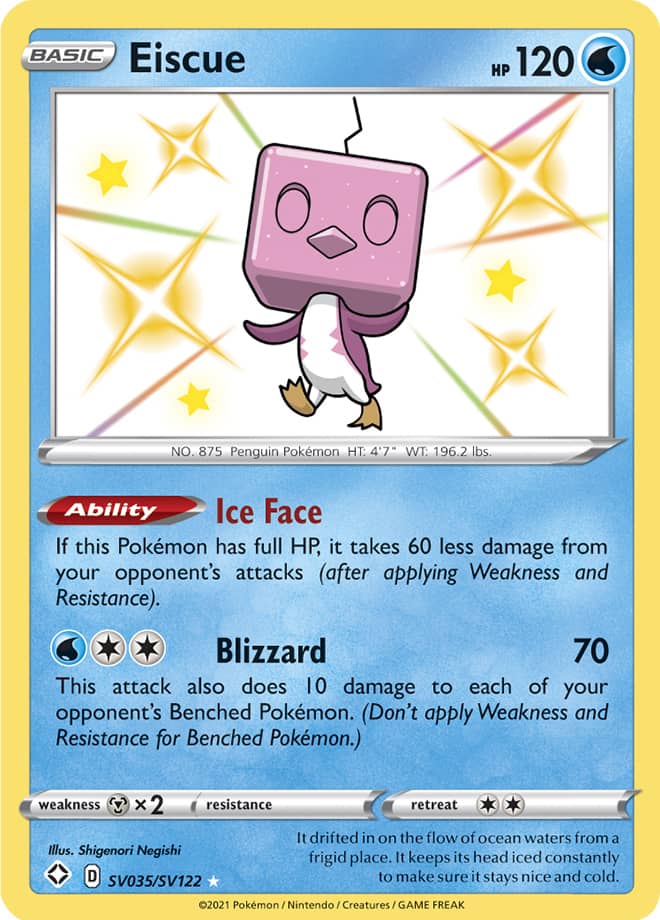 BASIC Eiscue HP 120
NO. 875 Penguin Pokémon HT: 4'7" WT: 196.2 lbs.
Ability Ice Face
If this Pokémon has full HP, it takes 60 less damage from
your opponent's attacks (after applying Weakness and
Resistance).
Blizzard 70
This attack also does 10 damage to each of your
opponent's Benched Pokémon. (Don't apply Weakness and
Resistance for Benched Pokémon.)
weakness ×2 resistance retreat
Illus. Shigenori Negishi
D SV035/SV122
It drifted in on the flow of ocean waters from a
frigid place. It keeps its head iced constantly
to make sure it stays nice and cold.
©2021 Pokémon / Nintendo / Creatures / GAME FREAK